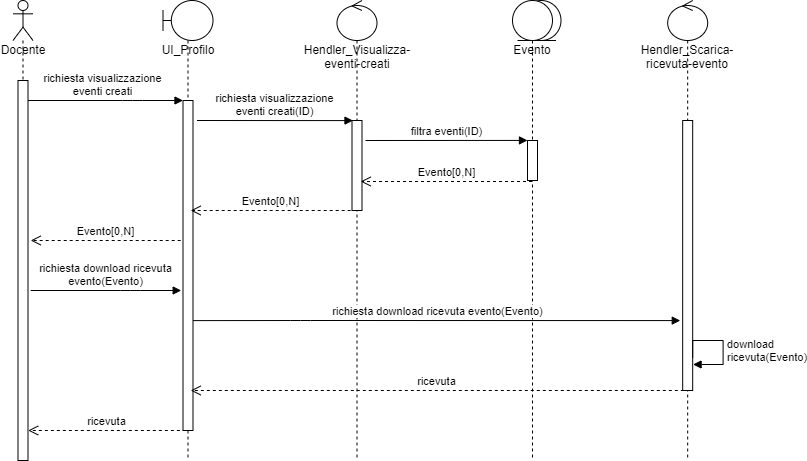 Docente
UI_Profilo
Hendler_Visualizza-
eventi-creati
Evento
Hendler_Scarica-
ricevuta-evento
richiesta visualizzazione
eventi creati
richiesta visualizzazione
eventi creati(ID)
filtra eventi(ID)
Evento[0,N]
Evento[0,N]
Evento[0,N]
richiesta download ricevuta
evento(Evento)
richiesta download ricevuta evento(Evento)
download
ricevuta(Evento)
ricevuta
ricevuta